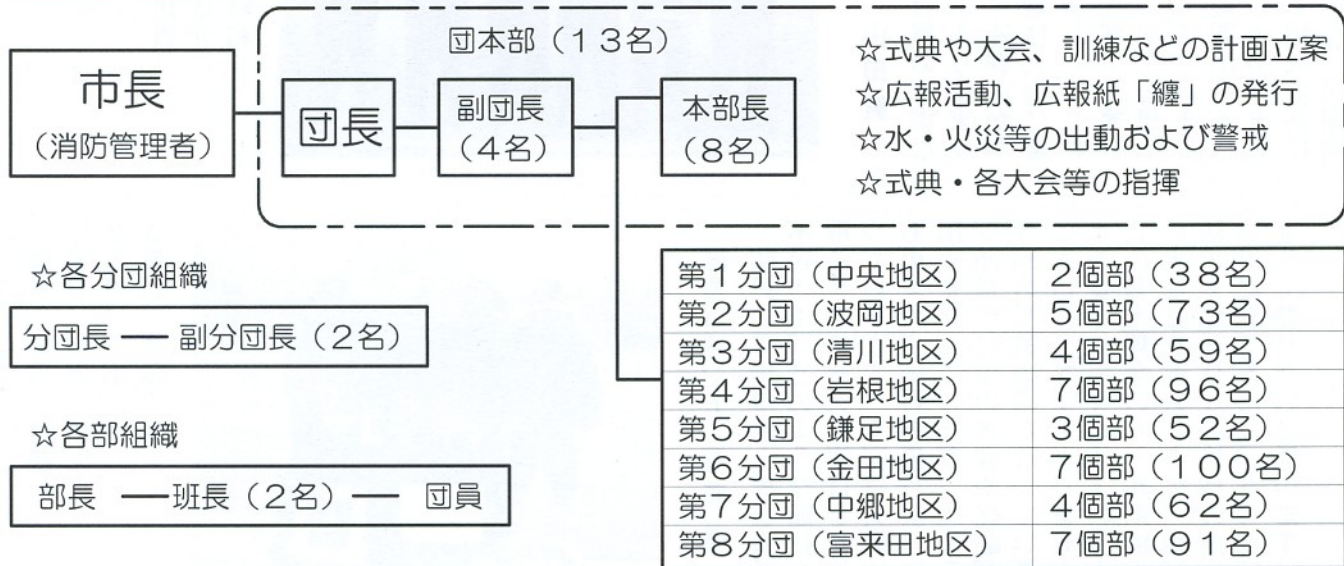 団本部（１３名）
市長
（消防管理者）
団長
副団長
（４名）
本部長
（８名）
☆式典や大会、訓練などの計画立案
☆広報活動、広報紙「纏」の発行
☆水・火災等の出動および警戒
☆式典・各大会等の指揮
☆各分団組織
分団長 ── 副分団長（２名）
☆各部組織
部長 ──班長（２名）── 団員
第１分団（中央地区） ２個部（３８名）
第２分団（波岡地区） ５個部（７３名）
第３分団（清川地区） ４個部（５９名）
第４分団（岩根地区） ７個部（９６名）
第５分団（鎌足地区） ３個部（５２名）
第６分団（金田地区） ７個部（１００名）
第７分団（中郷地区） ４個部（６２名）
第８分団（富来田地区） ７個部（９１名）